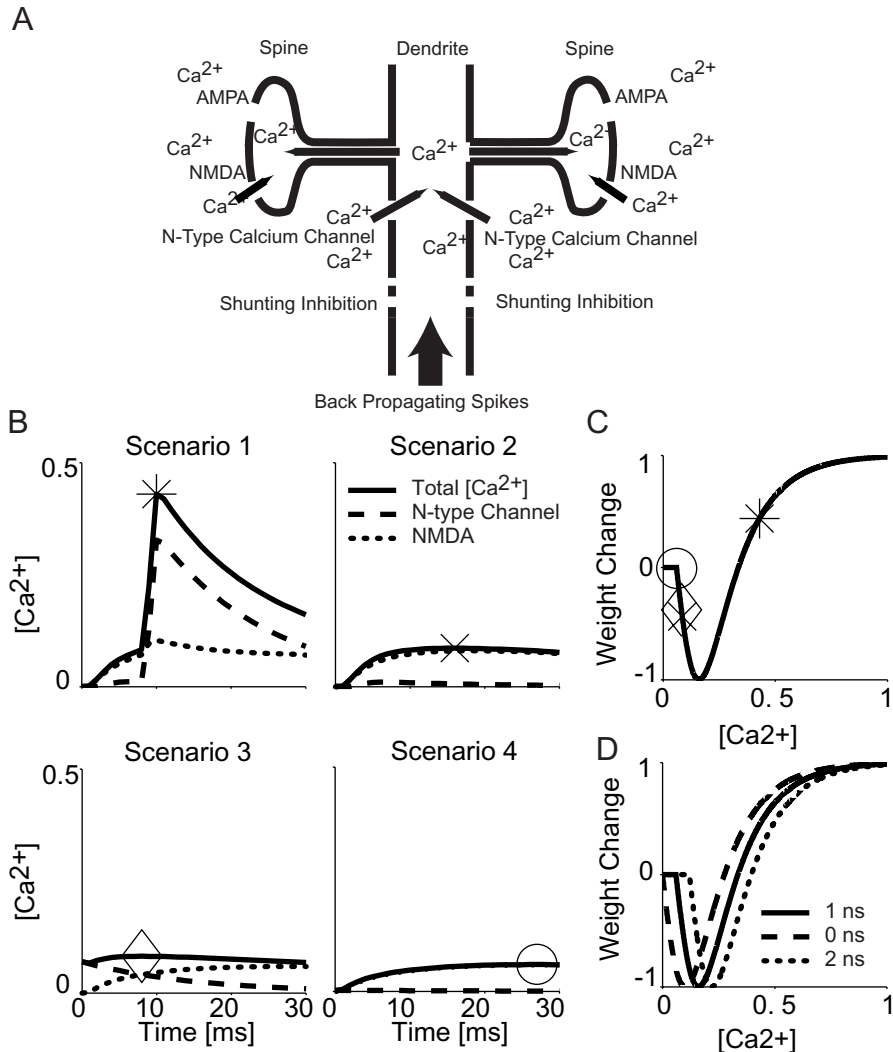 A
Spine Dendrite Spine
Ca2+ Ca2+
AMPA AMPA
Ca2+ Ca2+ Ca2+ Ca2+ Ca2+
NMDA NMDA
Ca2+ Ca2+ Ca2+ Ca2+
N-Type Calcium Channel N-Type Calcium Channel
Ca2+ Ca2+ Ca2+
Shunting Inhibition Shunting Inhibition
Back Propagating Spikes
B
Scenario 1
0.5
0
[Ca2+]
Scenario 2
Total [Ca2+]
N-type Channel
NMDA
C
1
0
-1
Weight Change
0 0.5 1
[Ca2+]
Scenario 3
0.5
0
[Ca2+]
0 10 20 30
Time [ms]
Scenario 4
0 10 20 30
Time [ms]
D
1
0
-1
Weight Change
1 ns
0 ns
2 ns
0 0.5 1
[Ca2+]